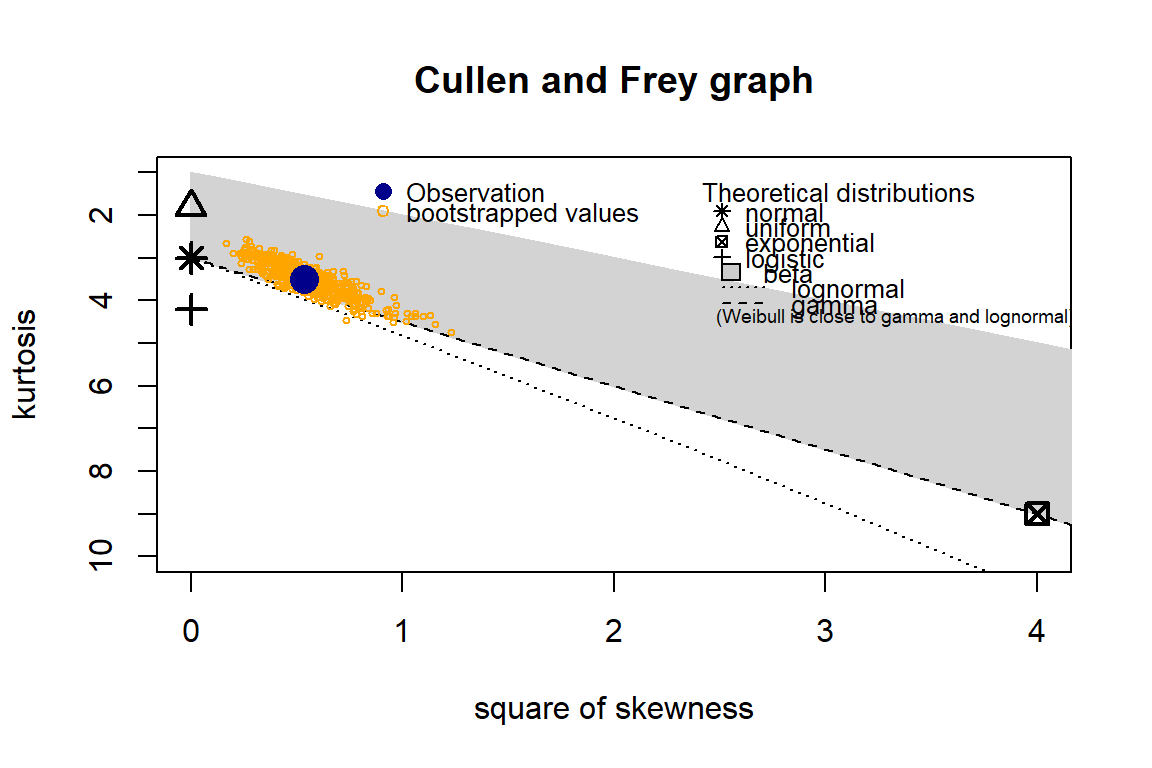 Cullen and Frey graph
Observation
bootstrapped values
Theoretical distributions
normal
uniform
exponential
logistic
beta
lognormal
gamma
(Weibull is close to gamma and lognormal)
kurtosis
2
4
6
8
10
0 1 2 3 4
square of skewness